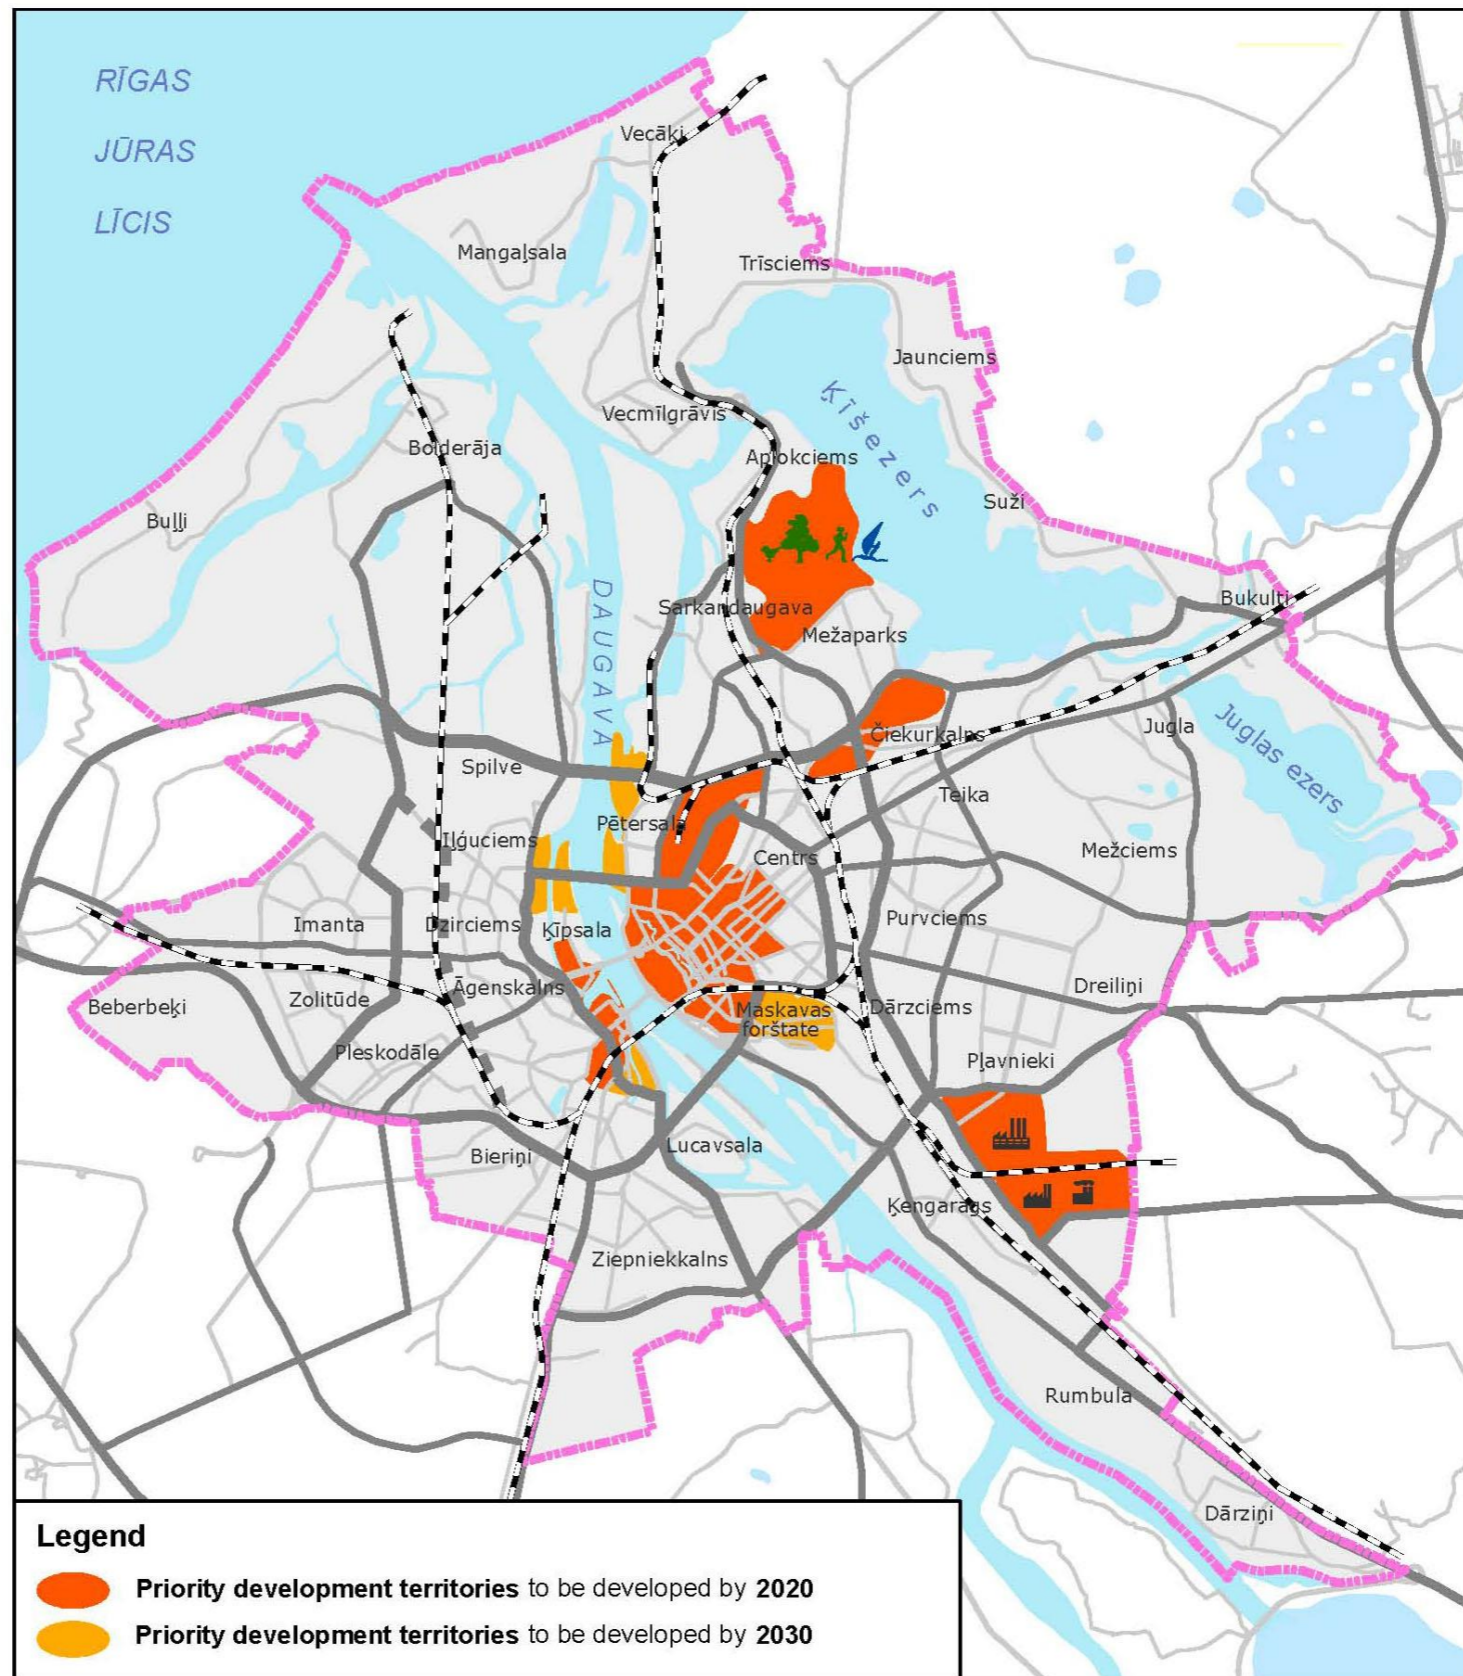 RĪGAS
JŪRAS
LĪCIS
Vecāķi
Mangaļsala
Trīsciems
Jaunciems
Ķīšezers
Vecmīlgrāvis
Bolderāja
Aplokciems
Suži
Buļļi
DAUGAVA
Sarkandaugava
Bukulti
Mežaparks
Jugla
Juglas ezers
Čiekurkalns
Spilve
Teika
Pētersala
Iļģuciems
Centrs
Mežciems
Imanta
Dzirciems
Ķīpsala
Purvciems
Āgenskalns
Dreiliņi
Beberbeķi
Zolitūde
Maskavas
forštate
Dārzciems
Pleskodāle
Pļavnieki
Bieriņi
Lucavsala
Ķengarags
Ziepniekkalns
Rumbula
Dārziņi
Legend
Priority development territories to be developed by 2020
Priority development territories to be developed by 2030